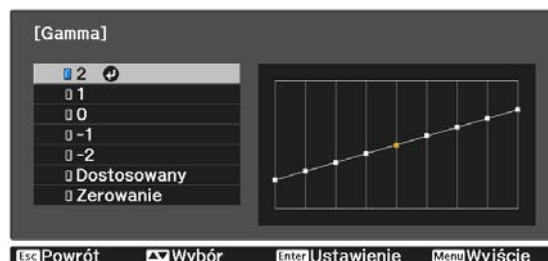 [Gamma]
2
1
0
-1
-2
Dostosowany
Zerowanie
Esc Powrót Wybór Enter Ustawienie Menu Wyjście